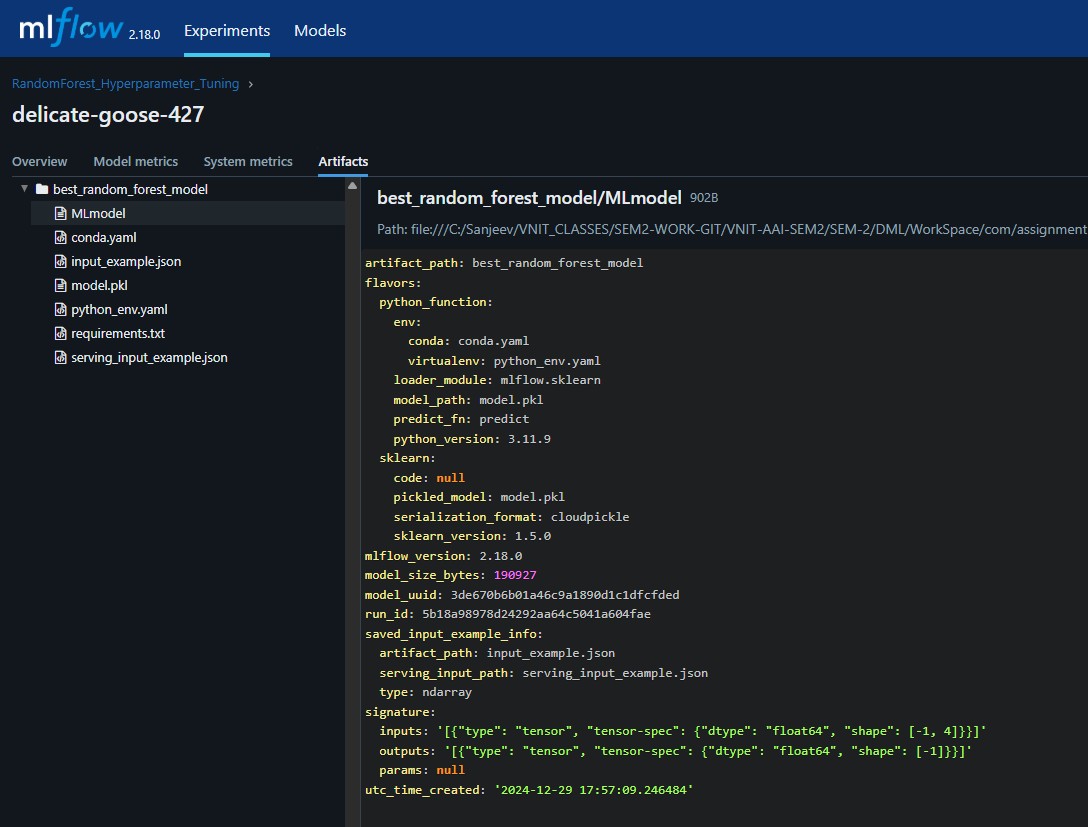 mlflow 2.18.0 Experiments Models
RandomForest_Hyperparameter_Tuning ›
delicate-goose-427
Overview Model metrics System metrics Artifacts
best_random_forest_model
MLmodel
conda.yaml
input_example.json
model.pkl
python_env.yaml
requirements.txt
serving_input_example.json
best_random_forest_model/MLmodel 902B
Path: file:///C:/Sanjeev/VNIT_CLASSES/SEM2-WORK-GIT/VNIT-AAI-SEM2/SEM-2/DML/WorkSpace/com/assignment
artifact_path: best_random_forest_model
flavors:
  python_function:
    env:
      conda: conda.yaml
      virtualenv: python_env.yaml
    loader_module: mlflow.sklearn
    model_path: model.pkl
    predict_fn: predict
    python_version: 3.11.9
  sklearn:
    code: null
    pickled_model: model.pkl
    serialization_format: cloudpickle
    sklearn_version: 1.5.0
mlflow_version: 2.18.0
model_size_bytes: 190927
model_uuid: 3de670b6b01a46c9a1890d1c1dfcfded
run_id: 5b18a98978d24292aa64c5041a604fae
saved_input_example_info:
  artifact_path: input_example.json
  serving_input_path: serving_input_example.json
  type: ndarray
signature:
  inputs: '[{"type": "tensor", "tensor-spec": {"dtype": "float64", "shape": [-1, 4]}}]'
  outputs: '[{"type": "tensor", "tensor-spec": {"dtype": "float64", "shape": [-1]}}]'
  params: null
utc_time_created: '2024-12-29 17:57:09.246484'